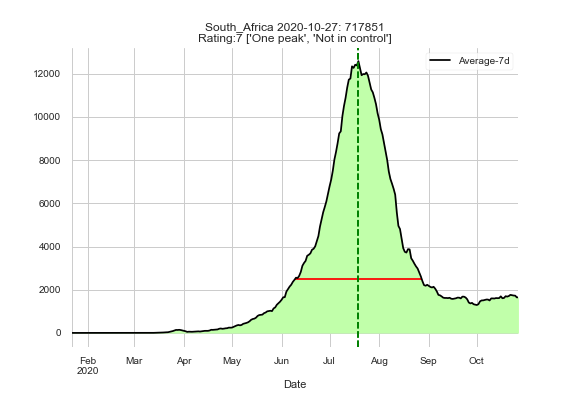 South_Africa 2020-10-27: 717851
Rating:7 ['One peak', 'Not in control']
Average-7d
12000
10000
8000
6000
4000
2000
0
Feb Mar Apr May Jun Jul Aug Sep Oct
2020
Date